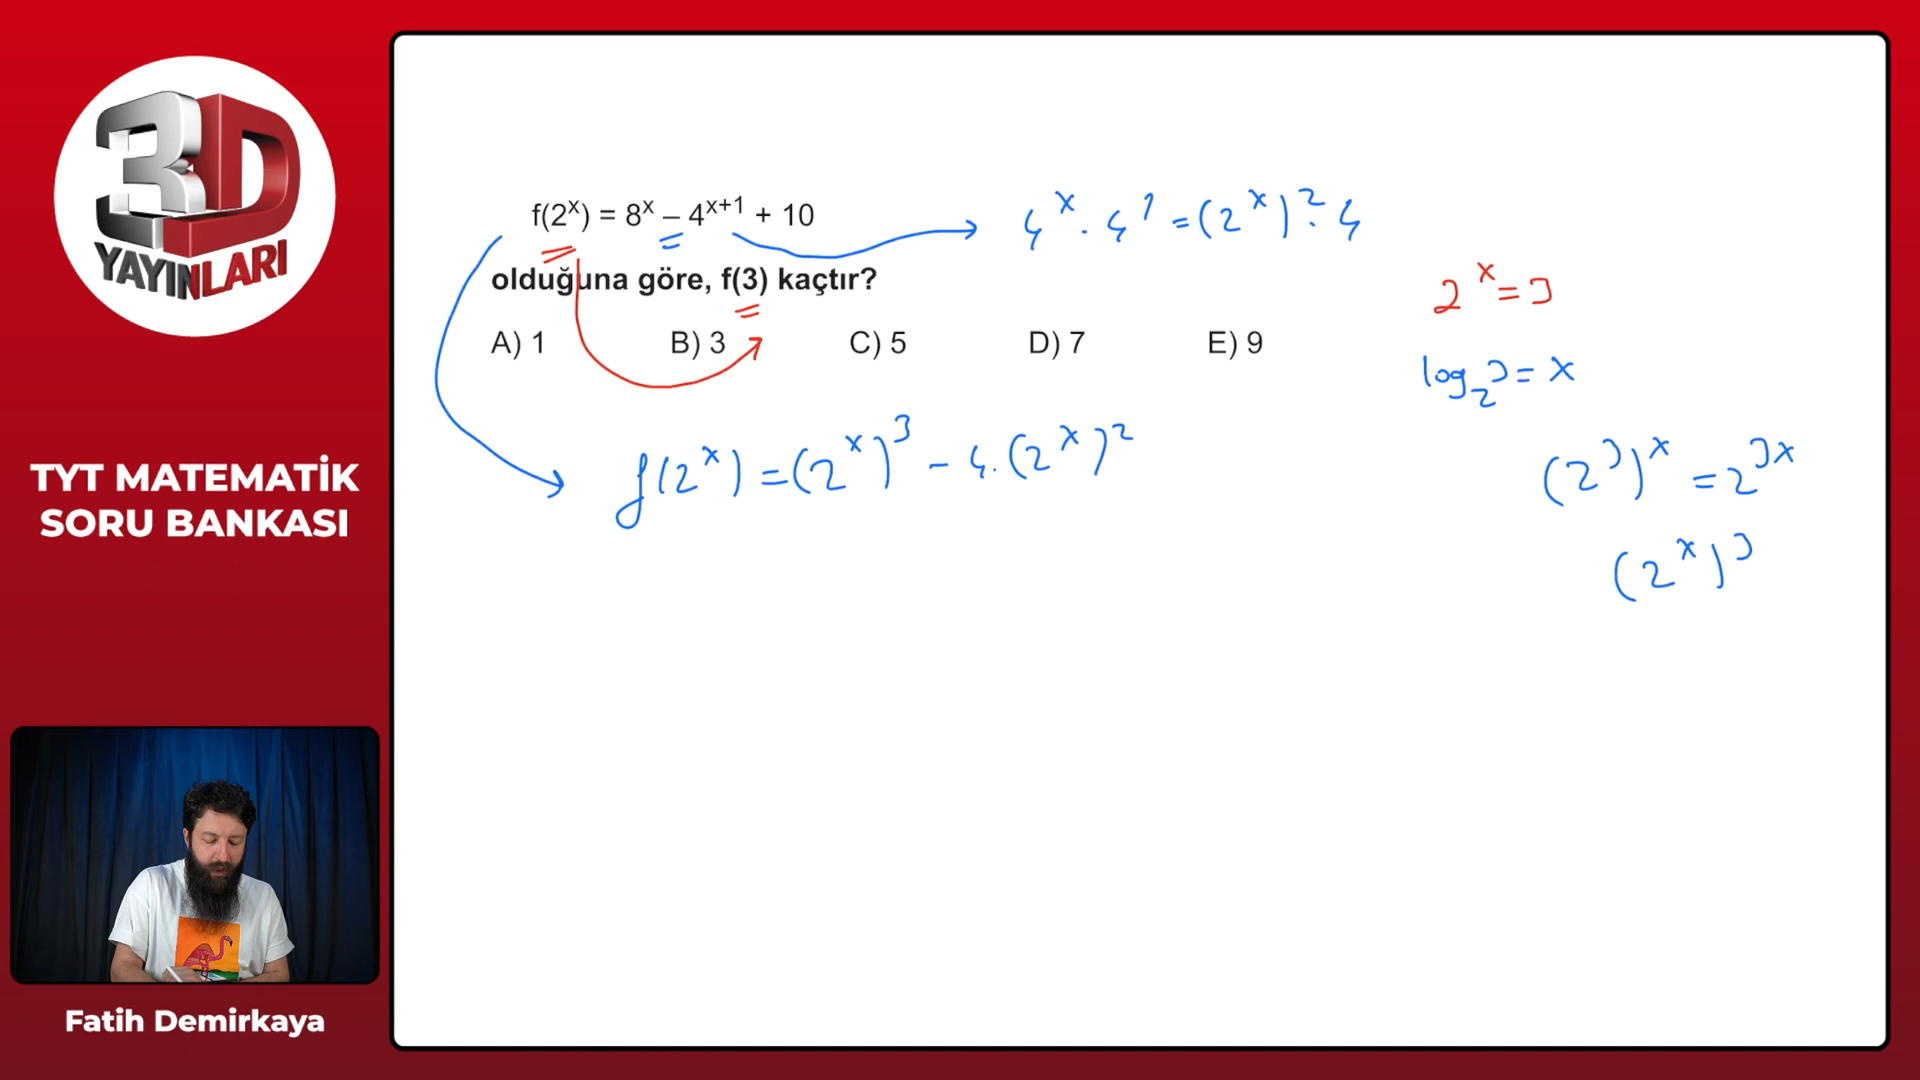 3D
YAYINLARI
TYT MATEMATİK
SORU BANKASI
Fatih Demirkaya
f(2ˣ) = 8ˣ – 4ˣ⁺¹ + 10
olduğuna göre, f(3) kaçtır?
A) 1 B) 3 C) 5 D) 7 E) 9
4ˣ . 4¹ = (2ˣ)² . 4
2ˣ = 3
log₂3 = x
f(2ˣ) = (2ˣ)³ – 4.(2ˣ)²
(2³)ˣ = 2³ˣ
(2ˣ)³